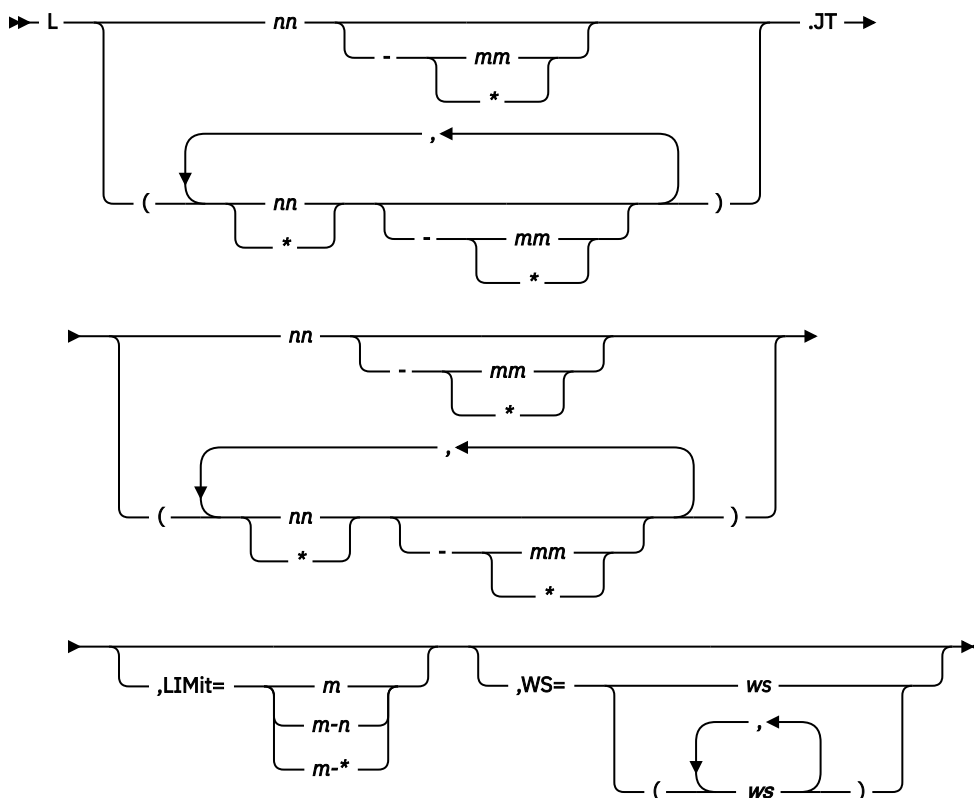 L nn .JT
- mm
*
,
( nn )
* - mm
*
nn
- mm
*
,
( nn )
* - mm
*
,LIMit= m ,WS= ws
m-n ,
m-* ( ws )